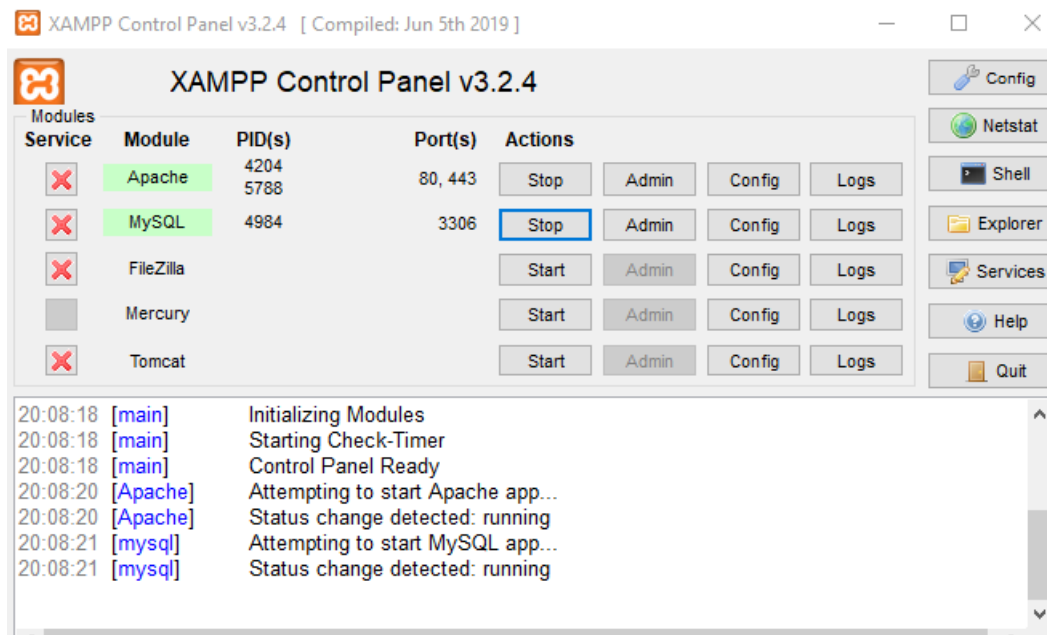 XAMPP Control Panel v3.2.4 [ Compiled: Jun 5th 2019 ]
XAMPP Control Panel v3.2.4
Config
Modules
Service Module PID(s) Port(s) Actions
Netstat
Apache 4204 5788 80, 443 Stop Admin Config Logs
Shell
MySQL 4984 3306 Stop Admin Config Logs
Explorer
FileZilla Start Admin Config Logs
Services
Mercury Start Admin Config Logs
Help
Tomcat Start Admin Config Logs
Quit
20:08:18 [main] Initializing Modules
20:08:18 [main] Starting Check-Timer
20:08:18 [main] Control Panel Ready
20:08:20 [Apache] Attempting to start Apache app...
20:08:20 [Apache] Status change detected: running
20:08:21 [mysql] Attempting to start MySQL app...
20:08:21 [mysql] Status change detected: running